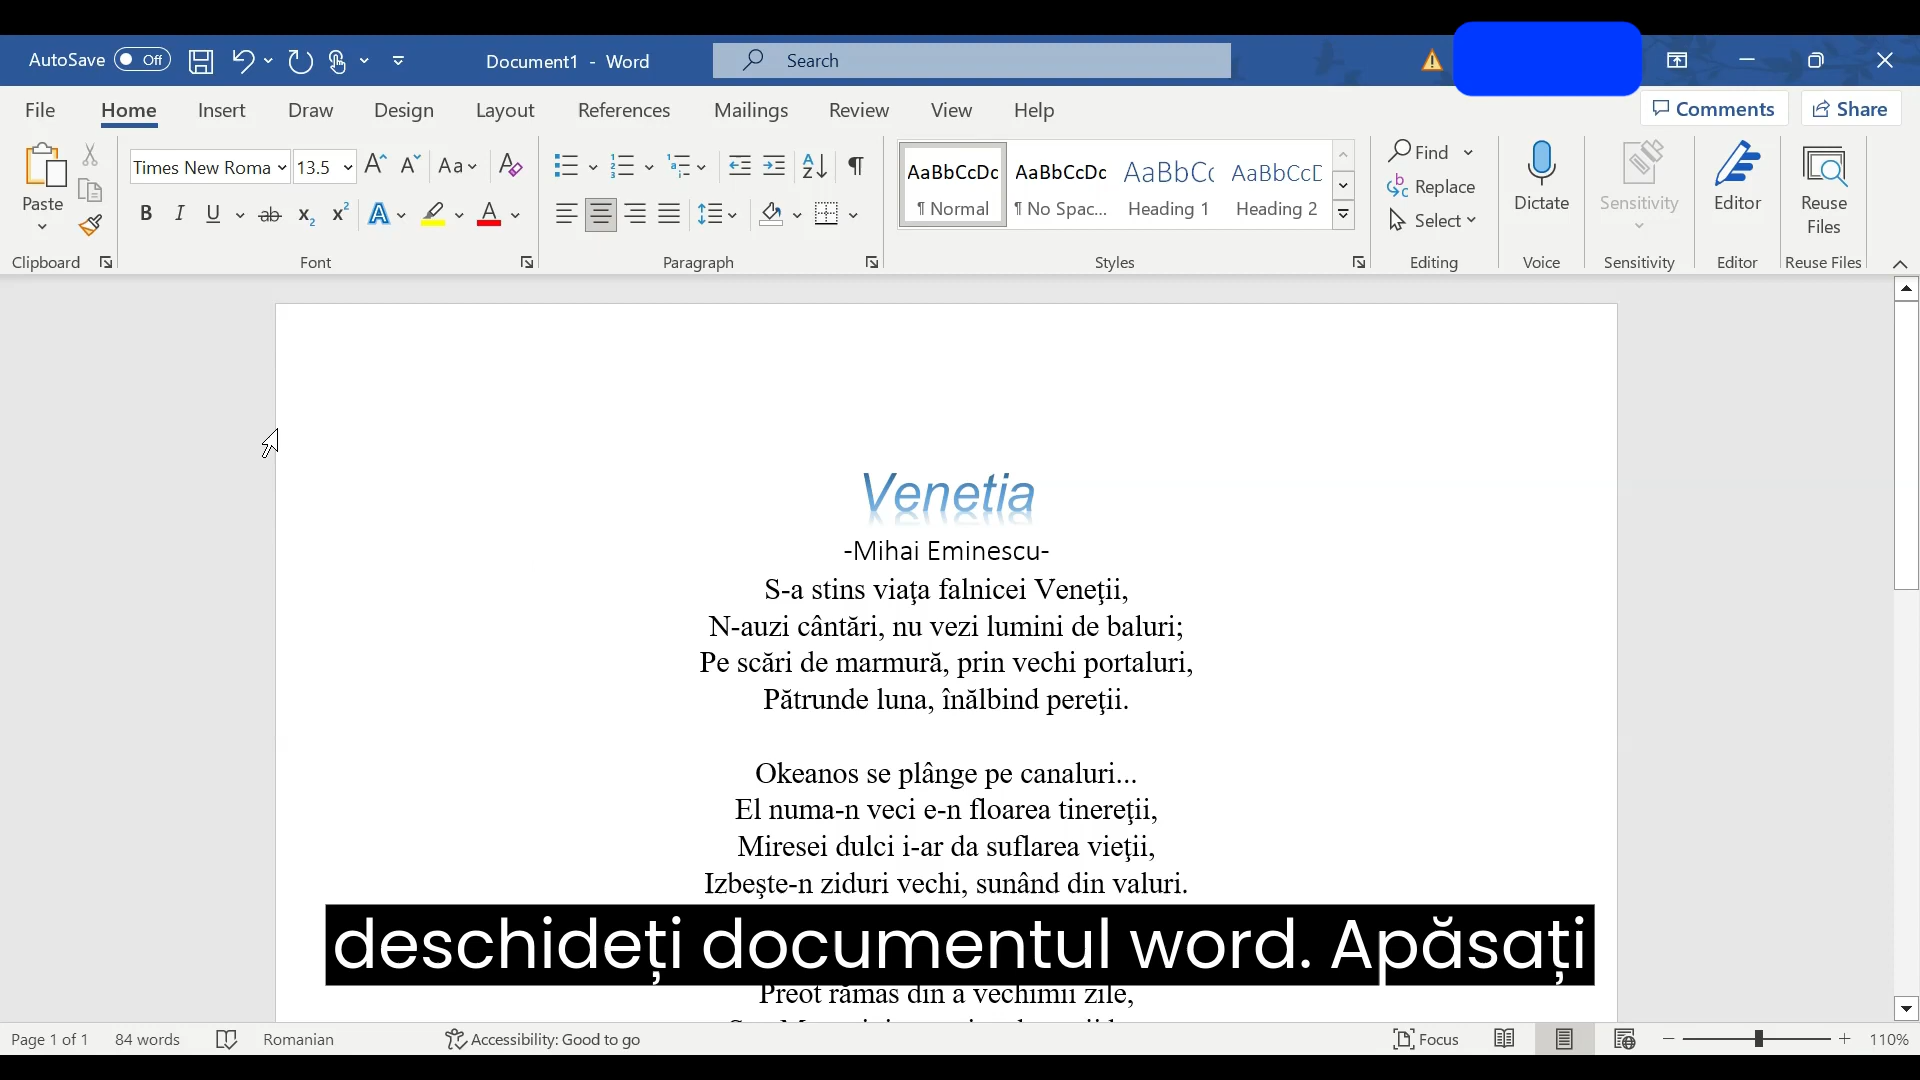 AutoSave Off Document1 - Word Search
File Home Insert Draw Design Layout References Mailings Review View Help Comments Share
Paste Times New Roma 13.5 Aa
B I U ab x₂ x² A A
AaBbCcDc AaBbCcDc AaBbCc AaBbCcE
¶ Normal ¶ No Spac... Heading 1 Heading 2
Find
Replace
Select
Dictate Sensitivity Editor Reuse Files
Clipboard Font Paragraph Styles Editing Voice Sensitivity Editor Reuse Files
Venetia
-Mihai Eminescu-
S-a stins viaţa falnicei Veneţii,
N-auzi cântări, nu vezi lumini de baluri;
Pe scări de marmură, prin vechi portaluri,
Pătrunde luna, înălbind pereţii.
Okeanos se plânge pe canaluri...
El numa-n veci e-n floarea tinereţii,
Miresei dulci i-ar da suflarea vieţii,
Izbeşte-n ziduri vechi, sunând din valuri.
deschideți documentul word. Apăsați
Preot rămas din a vechimii zile,
Page 1 of 1 84 words Romanian Accessibility: Good to go Focus 110%